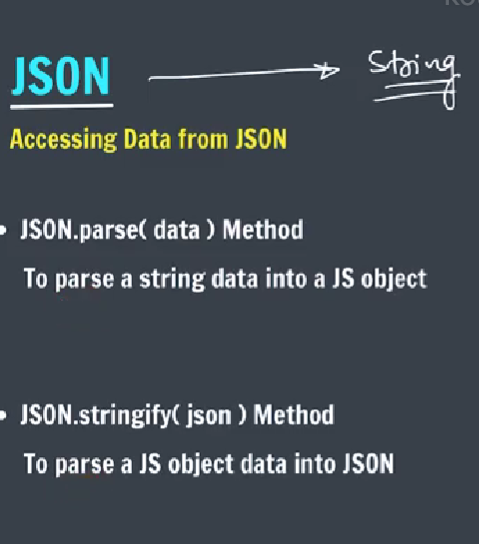 JSON String
Accessing Data from JSON
• JSON.parse( data ) Method
To parse a string data into a JS object
• JSON.stringify( json ) Method
To parse a JS object data into JSON